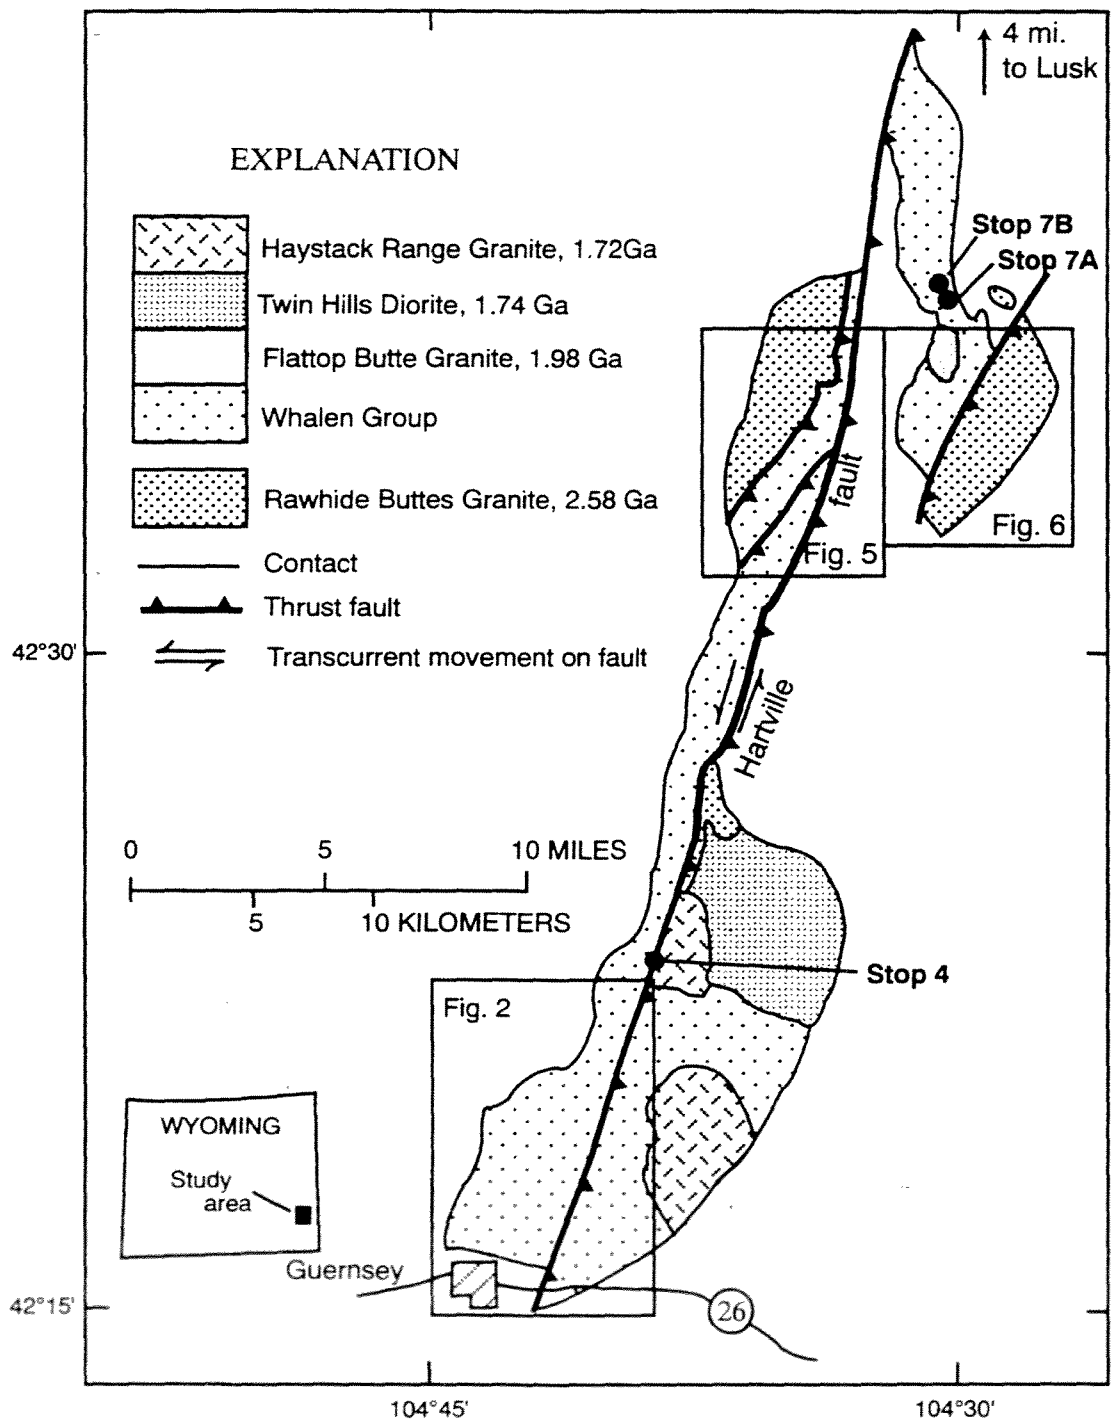 4 mi.
to Lusk
EXPLANATION
Haystack Range Granite, 1.72Ga
Twin Hills Diorite, 1.74 Ga
Flattop Butte Granite, 1.98 Ga
Whalen Group
Rawhide Buttes Granite, 2.58 Ga
Contact
Thrust fault
Transcurrent movement on fault
Stop 7B
Stop 7A
fault
Fig. 5
Fig. 6
42°30'
Hartville
0 5 10 MILES
5 10 KILOMETERS
Stop 4
Fig. 2
WYOMING
Study
area
Guernsey
26
42°15'
104°45' 104°30'